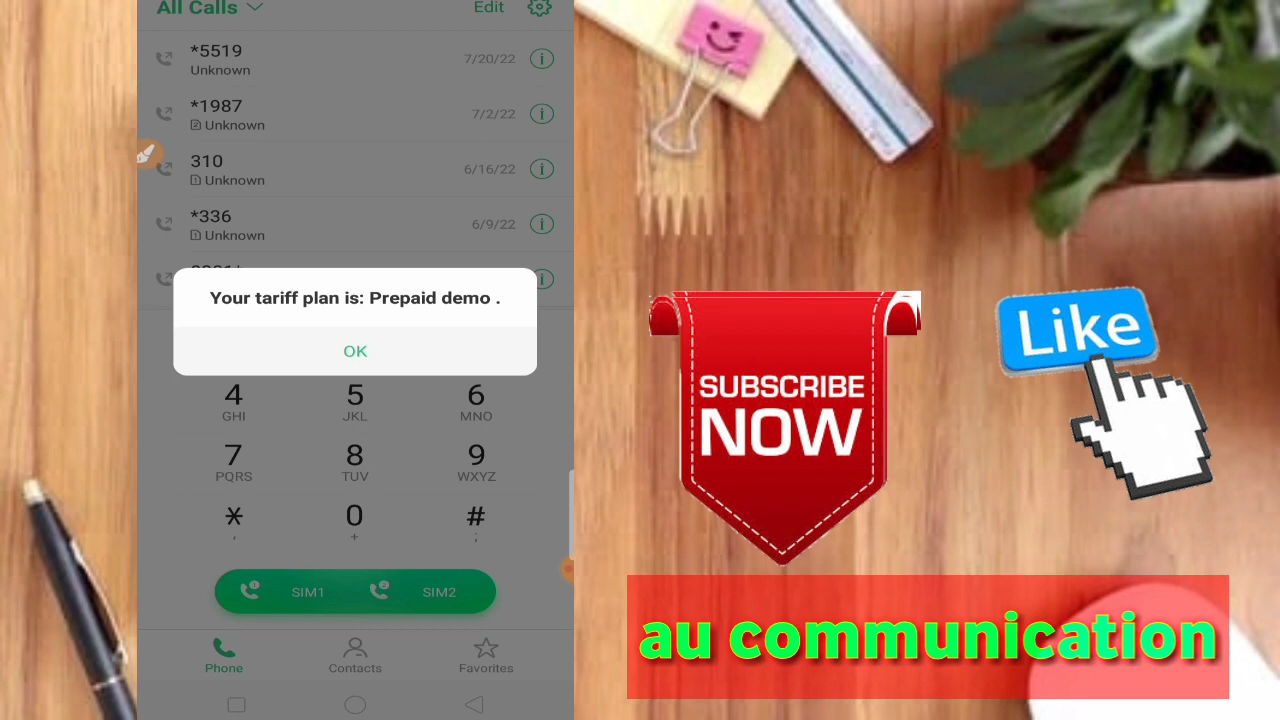 All Calls
Edit
*5519
Unknown
7/20/22
*1987
Unknown
7/2/22
310
Unknown
6/16/22
*336
Unknown
6/9/22
Your tariff plan is: Prepaid demo .
OK
4 5 6
GHI JKL MNO
7 8 9
PQRS TUV WXYZ
* 0 #
, + ;
SIM1 SIM2
Phone Contacts Favorites
SUBSCRIBE
NOW
Like
au communication